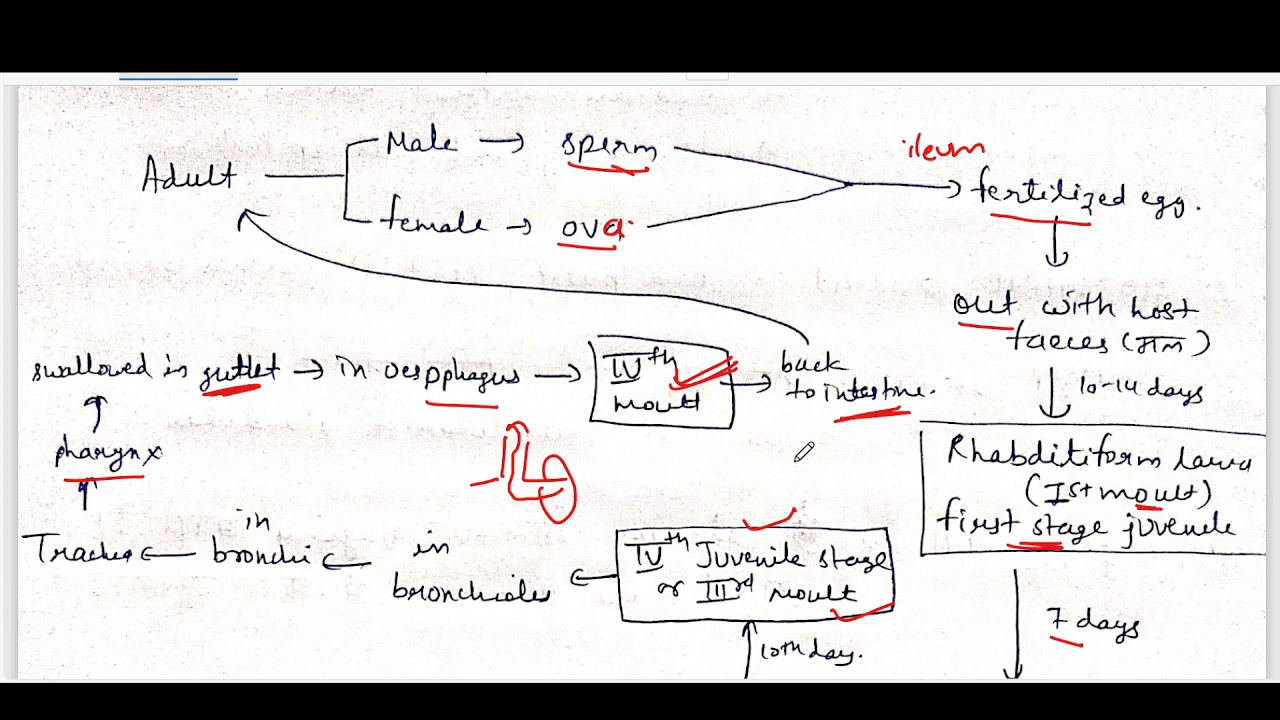 Adult
Male → sperm
female → ova
ileum
fertilized egg.
out with host
faeces (मल)
10-14 days
Rhabditiform larva
(Ist moult)
first stage juvenile
7 days
swallowed in gullet → in oespphagus →
IVth
moult
back
to intestine.
pharynx
Trachea
in
bronchi
in
bronchioles
IVth Juvenile stage
or IIIrd moult
10th day.